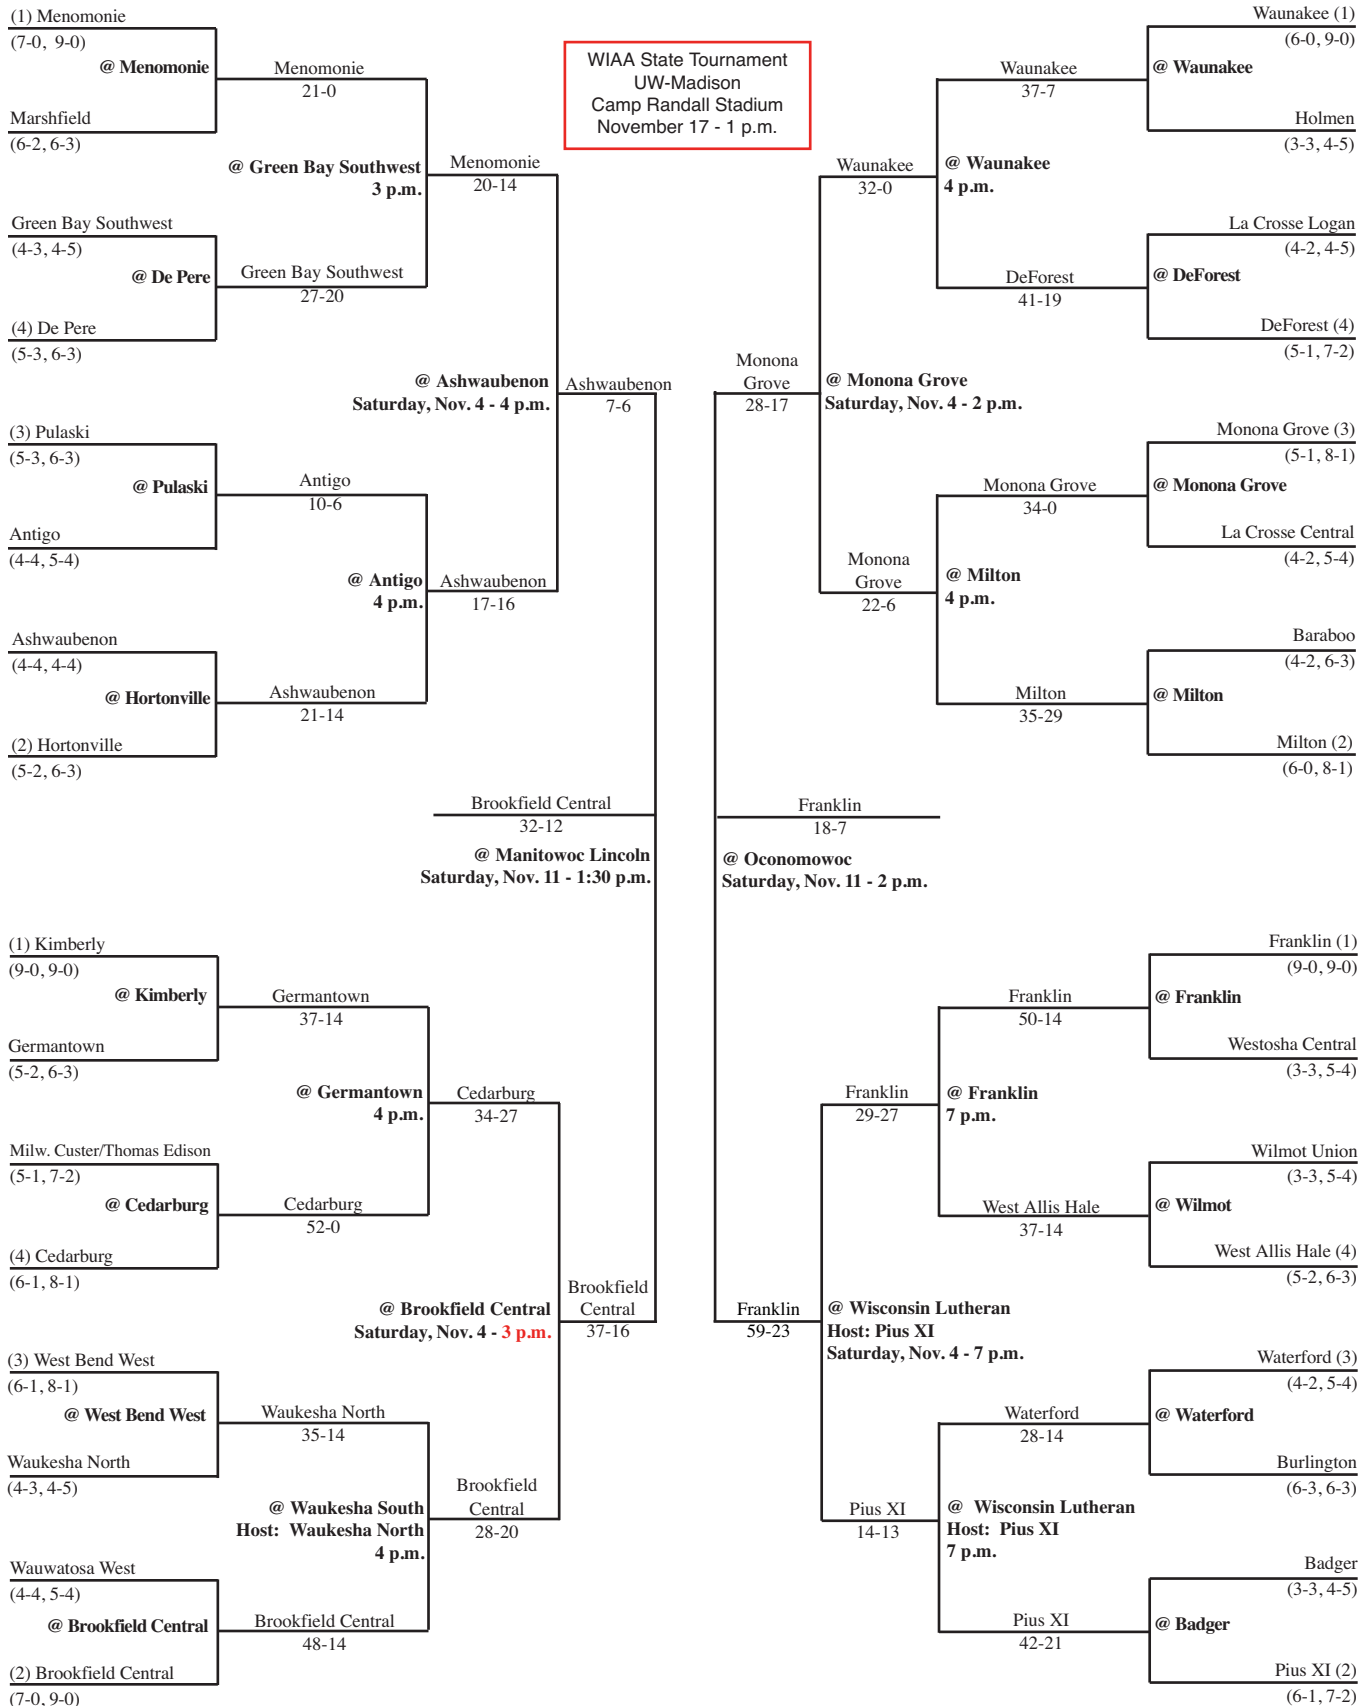 (1) Menomonie
(7-0, 9-0)
@ Menomonie
Marshfield
(6-2, 6-3)
Menomonie
21-0
@ Green Bay Southwest
3 p.m.
Green Bay Southwest
(4-3, 4-5)
@ De Pere
(4) De Pere
(5-3, 6-3)
Green Bay Southwest
27-20
Menomonie
20-14
@ Ashwaubenon
Saturday, Nov. 4 - 4 p.m.
(3) Pulaski
(5-3, 6-3)
@ Pulaski
Antigo
(4-4, 5-4)
Antigo
10-6
@ Antigo
4 p.m.
Ashwaubenon
(4-4, 4-4)
@ Hortonville
(2) Hortonville
(5-2, 6-3)
Ashwaubenon
21-14
Ashwaubenon
17-16
Ashwaubenon
7-6
Brookfield Central
32-12
@ Manitowoc Lincoln
Saturday, Nov. 11 - 1:30 p.m.
(1) Kimberly
(9-0, 9-0)
@ Kimberly
Germantown
(5-2, 6-3)
Germantown
37-14
@ Germantown
4 p.m.
Milw. Custer/Thomas Edison
(5-1, 7-2)
@ Cedarburg
(4) Cedarburg
(6-1, 8-1)
Cedarburg
52-0
Cedarburg
34-27
@ Brookfield Central
Saturday, Nov. 4 - 3 p.m.
Brookfield
Central
37-16
(3) West Bend West
(6-1, 8-1)
@ West Bend West
Waukesha North
(4-3, 4-5)
Waukesha North
35-14
@ Waukesha South
Host: Waukesha North
4 p.m.
Brookfield
Central
28-20
Wauwatosa West
(4-4, 5-4)
@ Brookfield Central
(2) Brookfield Central
(7-0, 9-0)
Brookfield Central
48-14
WIAA State Tournament
UW-Madison
Camp Randall Stadium
November 17 - 1 p.m.
Waunakee (1)
(6-0, 9-0)
@ Waunakee
Holmen
(3-3, 4-5)
Waunakee
37-7
@ Waunakee
4 p.m.
Waunakee
32-0
La Crosse Logan
(4-2, 4-5)
@ DeForest
DeForest (4)
(5-1, 7-2)
DeForest
41-19
Monona
Grove
28-17
@ Monona Grove
Saturday, Nov. 4 - 2 p.m.
Monona Grove (3)
(5-1, 8-1)
@ Monona Grove
La Crosse Central
(4-2, 5-4)
Monona Grove
34-0
@ Milton
4 p.m.
Monona
Grove
22-6
Baraboo
(4-2, 6-3)
@ Milton
Milton (2)
(6-0, 8-1)
Milton
35-29
Franklin
18-7
@ Oconomowoc
Saturday, Nov. 11 - 2 p.m.
Franklin (1)
(9-0, 9-0)
@ Franklin
Westosha Central
(3-3, 5-4)
Franklin
50-14
@ Franklin
7 p.m.
Franklin
29-27
Wilmot Union
(3-3, 5-4)
@ Wilmot
West Allis Hale (4)
(5-2, 6-3)
West Allis Hale
37-14
Franklin
59-23
@ Wisconsin Lutheran
Host: Pius XI
Saturday, Nov. 4 - 7 p.m.
Waterford (3)
(4-2, 5-4)
@ Waterford
Burlington
(6-3, 6-3)
Waterford
28-14
@ Wisconsin Lutheran
Host: Pius XI
7 p.m.
Pius XI
14-13
Badger
(3-3, 4-5)
@ Badger
Pius XI (2)
(6-1, 7-2)
Pius XI
42-21